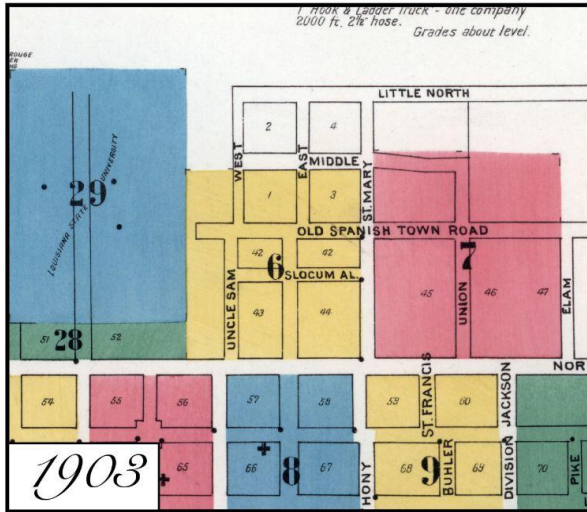 1 Hook & Ladder Truck - one company
2000 ft. 2½" hose.
Grades about level.
ROUGE
LITTLE NORTH
2
4
WEST
EAST
MIDDLE
ST. MARY
29
LOUISIANA STATE UNIVERSITY
1
3
OLD SPANISH TOWN ROAD
42
42
6
SLOCUM AL.
7
UNCLE SAM
43
44
45
UNION
46
47
ELAM
51
28
52
NOR
54
55
56
57
58
59
ST. FRANCIS
60
JACKSON
1903
65
66
8
67
HONY
68
9
BUHLER
69
DIVISION
70
PIKE